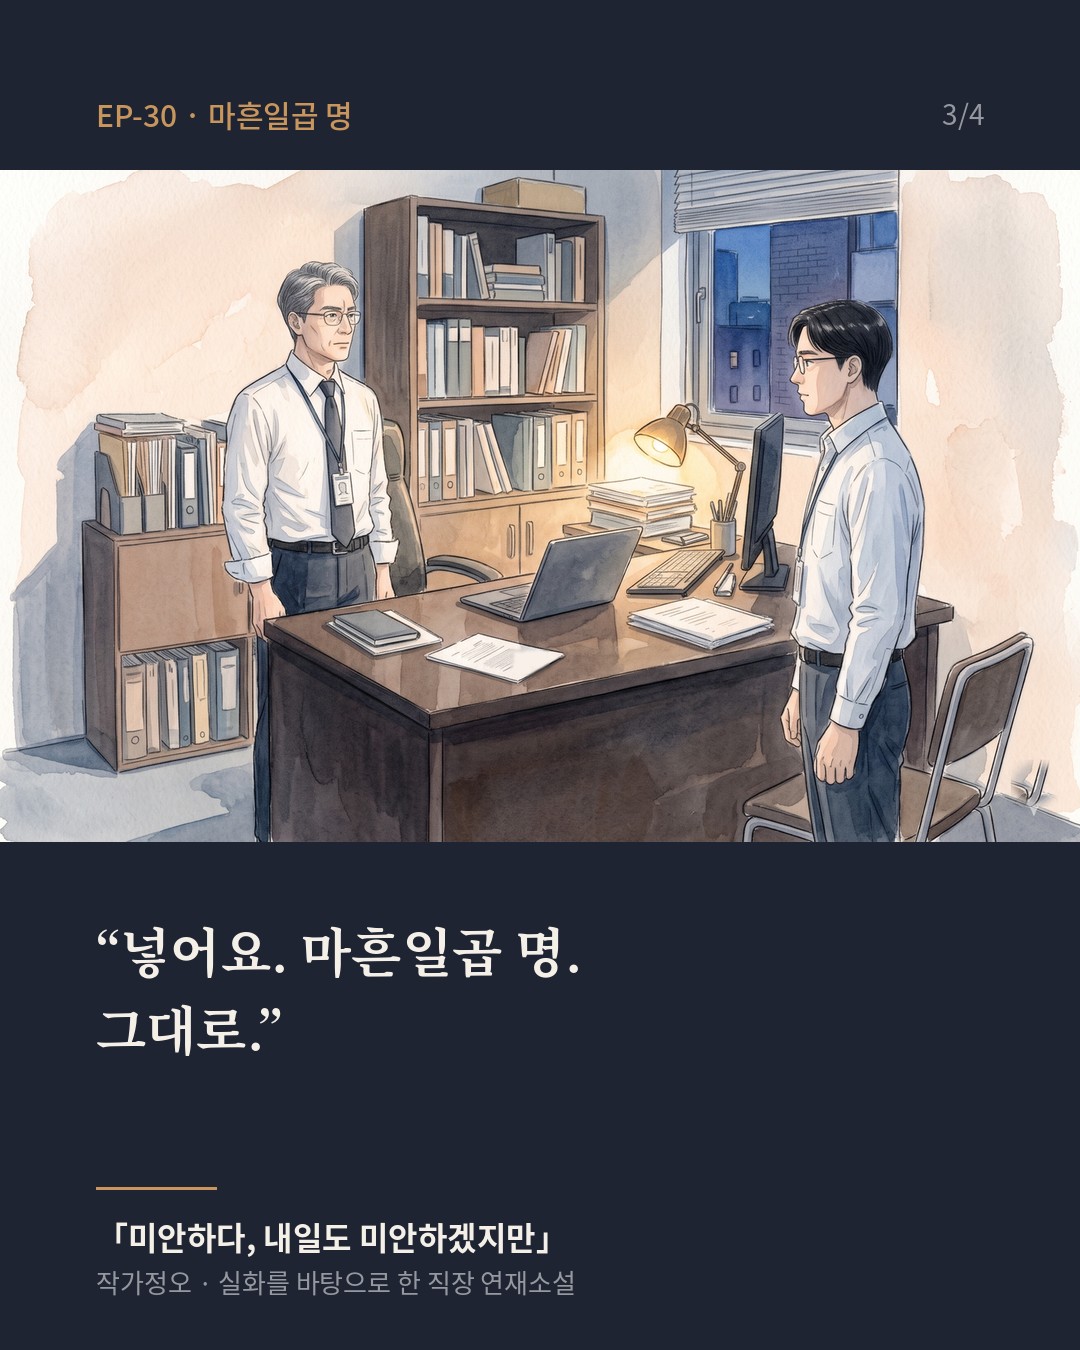 EP-30 · 마흔일곱 명
3/4
“넣어요. 마흔일곱 명.
그대로.”
「미안하다, 내일도 미안하겠지만」
작가정오 · 실화를 바탕으로 한 직장 연재소설